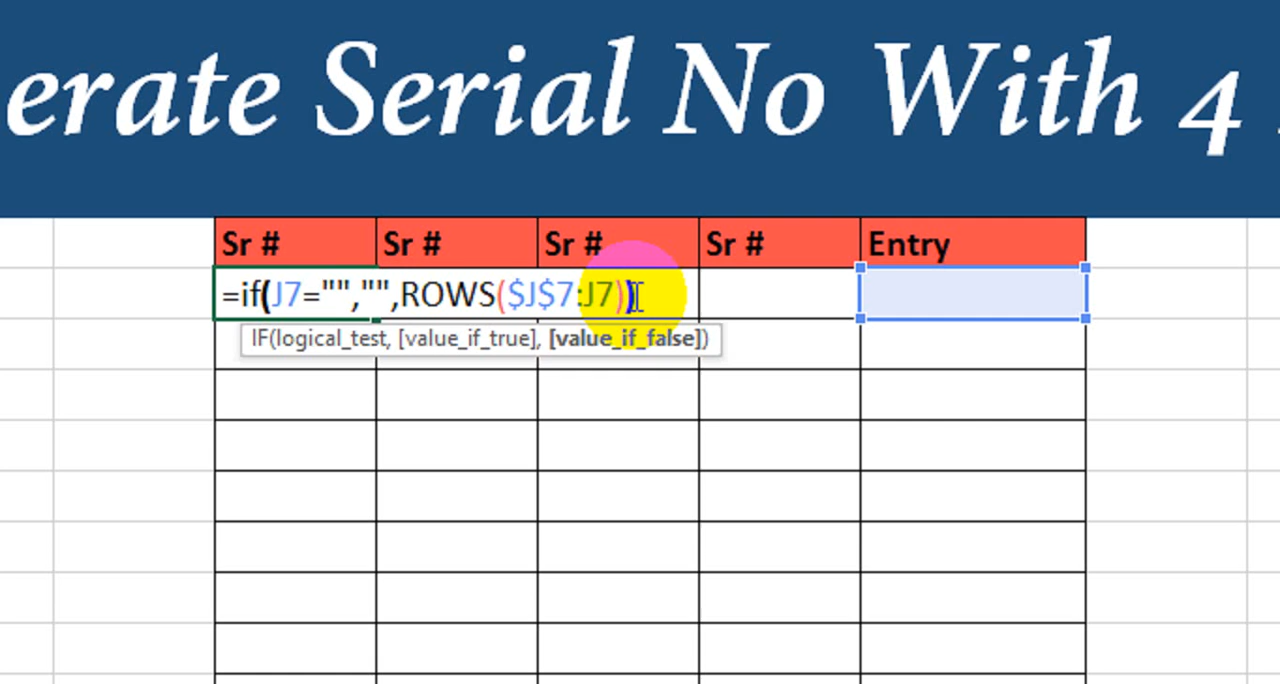 erate Serial No With 4
Sr # Sr # Sr # Sr # Entry
=if(J7="","",ROWS($J$7:J7))
IF(logical_test, [value_if_true], [value_if_false])